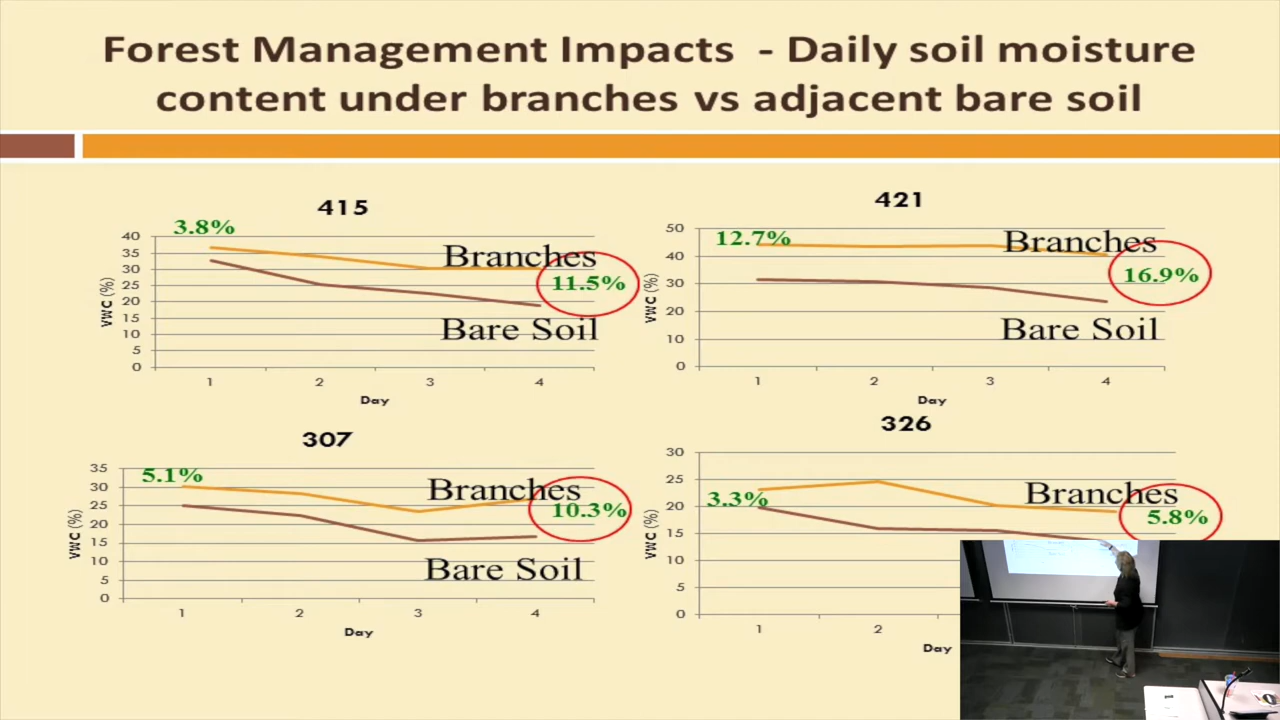 Forest Management Impacts - Daily soil moisture
content under branches vs adjacent bare soil
415
3.8%
40
35
30
25
20
15
10
5
0
VWC (%)
Branches
11.5%
Bare Soil
1 2 3 4
Day
421
12.7%
50
40
30
20
10
0
VWC (%)
Branches
16.9%
Bare Soil
1 2 3 4
Day
307
5.1%
35
30
25
20
15
10
5
0
VWC (%)
Branches
10.3%
Bare Soil
1 2 3 4
Day
326
3.3%
30
25
20
15
10
5
0
VWC (%)
Branches
5.8%
1 2
Day